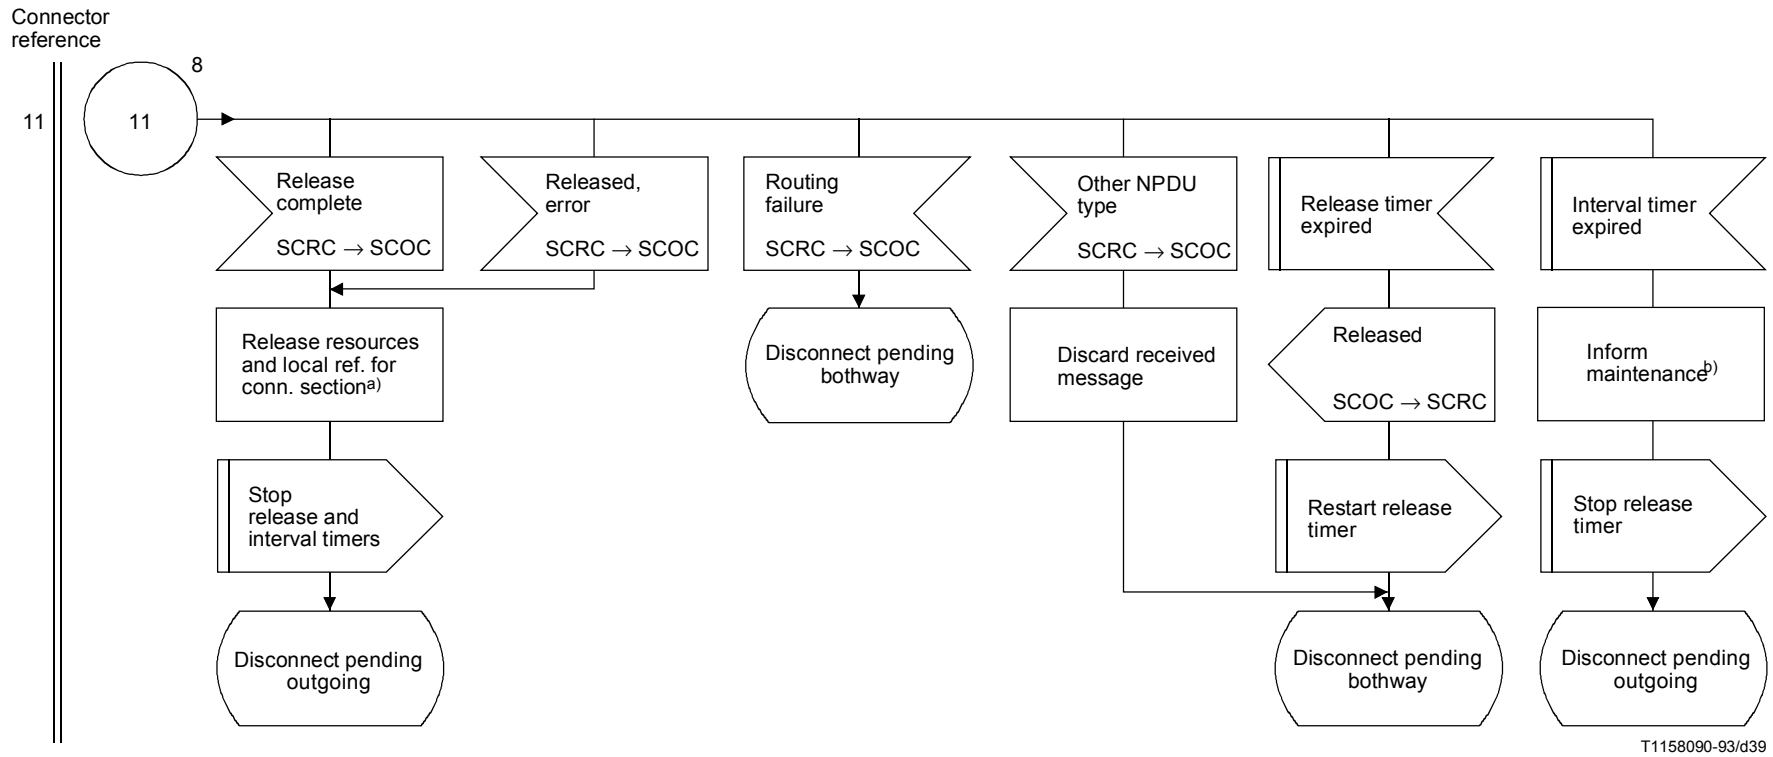 Connector
reference
8
11
11
Release
complete
SCRC → SCOC
Released,
error
SCRC → SCOC
Routing
failure
SCRC → SCOC
Other NPDU
type
SCRC → SCOC
Release timer
expired
Interval timer
expired
Release resources
and local ref. for
conn. section a)
Disconnect pending
bothway
Discard received
message
Released
SCOC → SCRC
Inform
maintenance b)
Stop
release and
interval timers
Restart release
timer
Stop release
timer
Disconnect pending
outgoing
Disconnect pending
bothway
Disconnect pending
outgoing
T1158090-93/d39